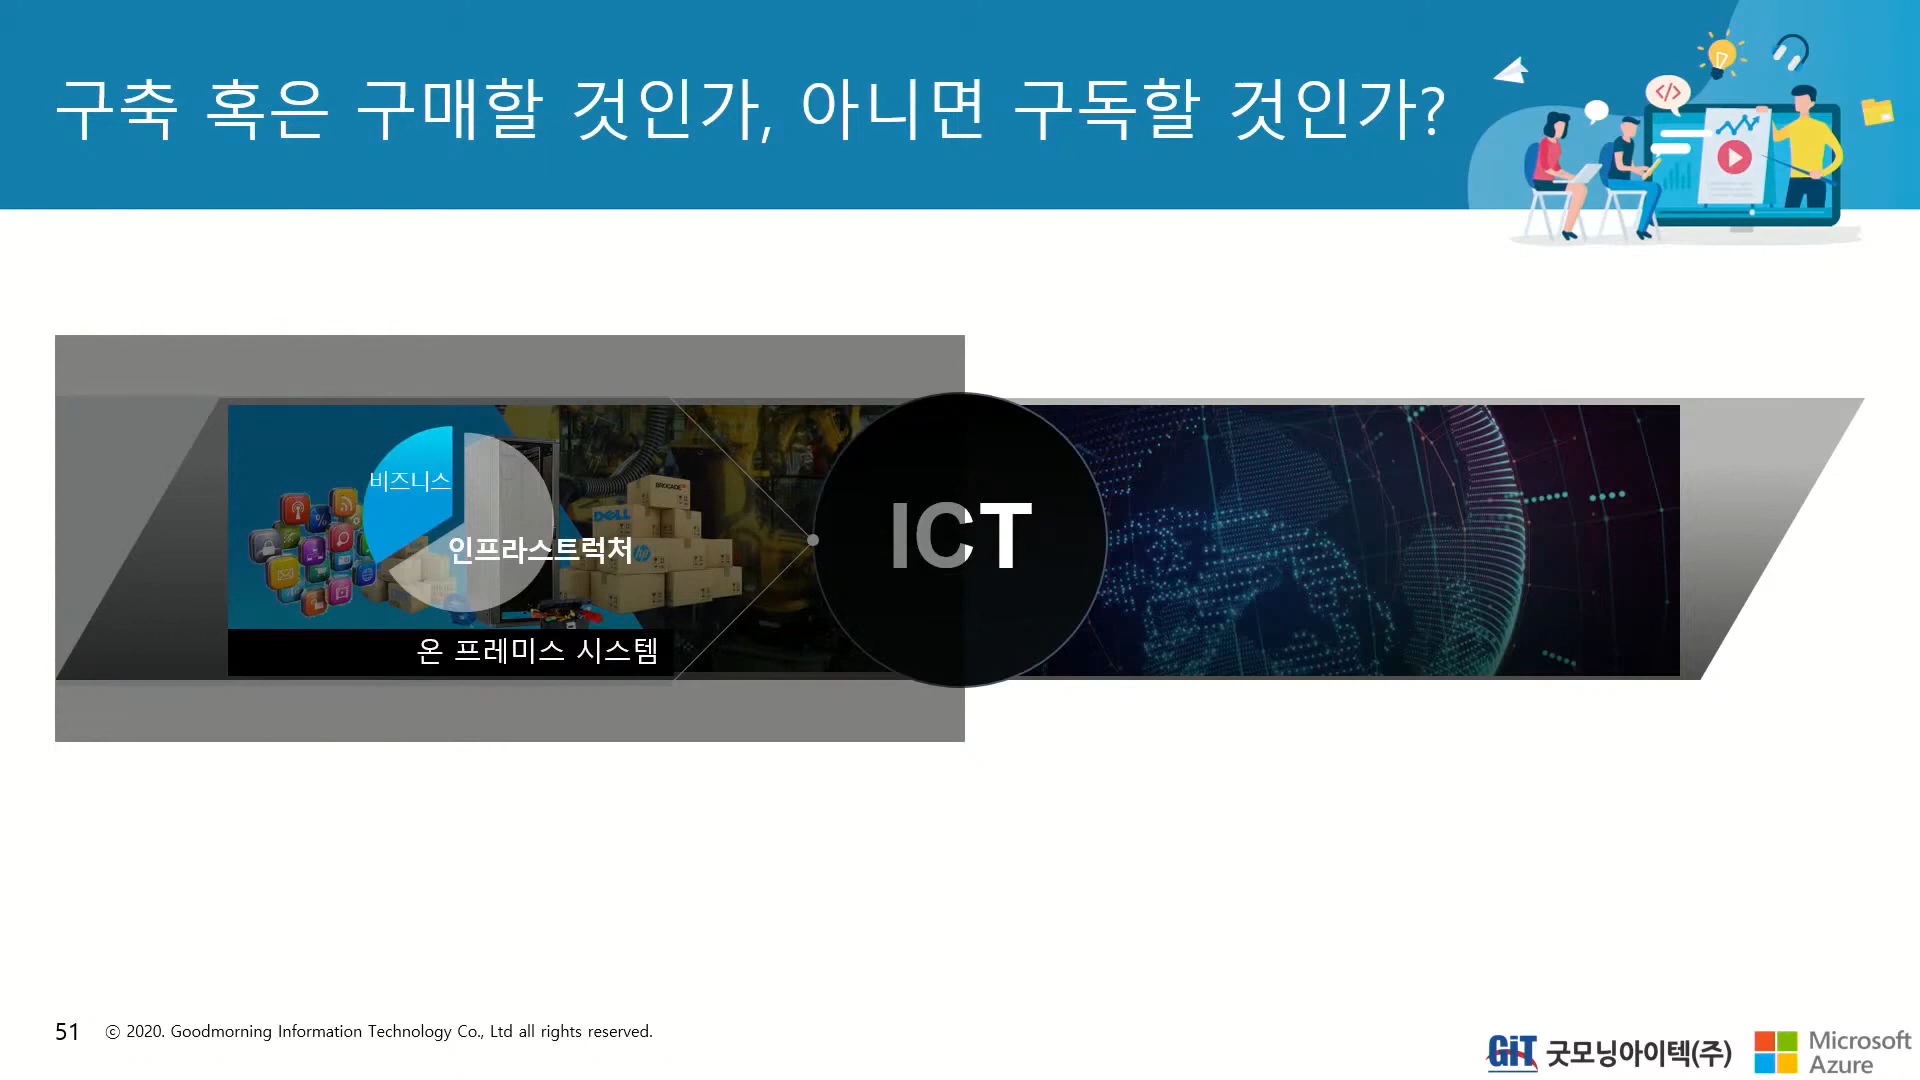 구축 혹은 구매할 것인가, 아니면 구독할 것인가?
</>
비즈니스
BROCADE
DELL
인프라스트럭처
hp
ICT
온 프레미스 시스템
51 ⓒ 2020. Goodmorning Information Technology Co., Ltd all rights reserved.
GiT 굿모닝아이텍(주)
Microsoft
Azure